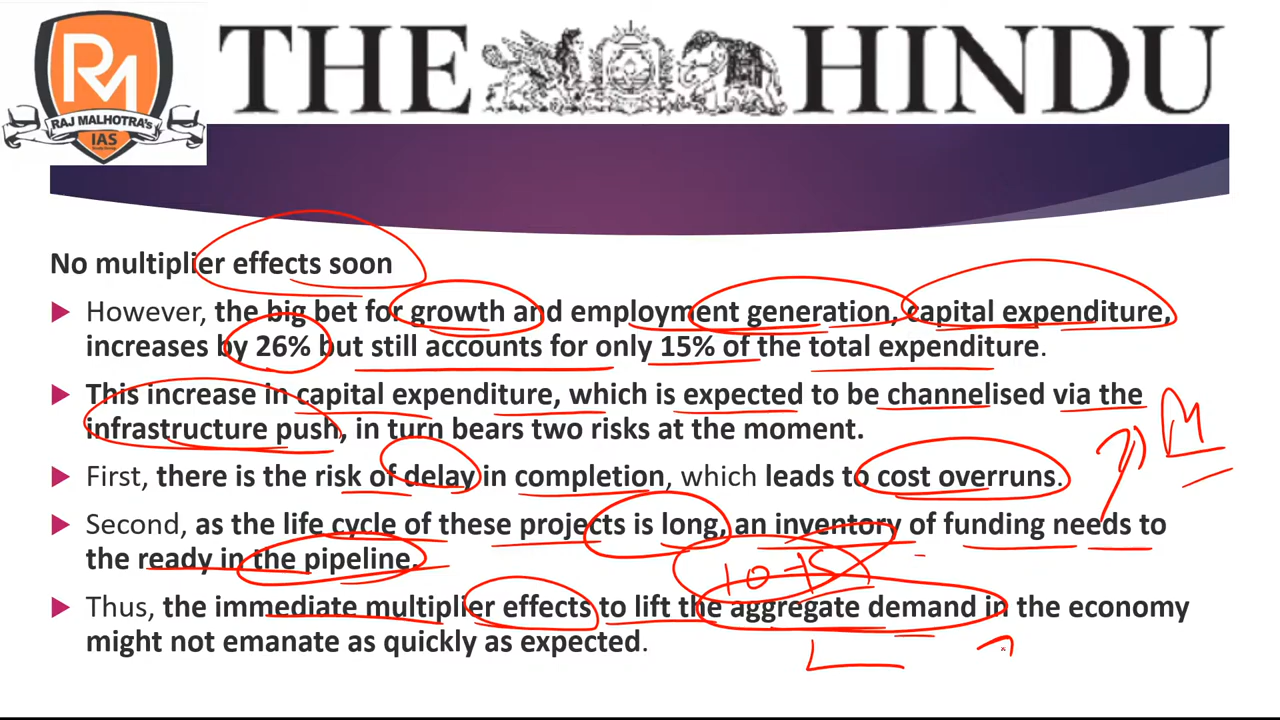 RM
RAJ MALHOTRA'S
IAS
THE HINDU
No multiplier effects soon
However, the big bet for growth and employment generation, capital expenditure,
increases by 26% but still accounts for only 15% of the total expenditure.
This increase in capital expenditure, which is expected to be channelised via the
infrastructure push, in turn bears two risks at the moment.
First, there is the risk of delay in completion, which leads to cost overruns.
Second, as the life cycle of these projects is long, an inventory of funding needs to
the ready in the pipeline.
10-15
Thus, the immediate multiplier effects to lift the aggregate demand in the economy
might not emanate as quickly as expected.